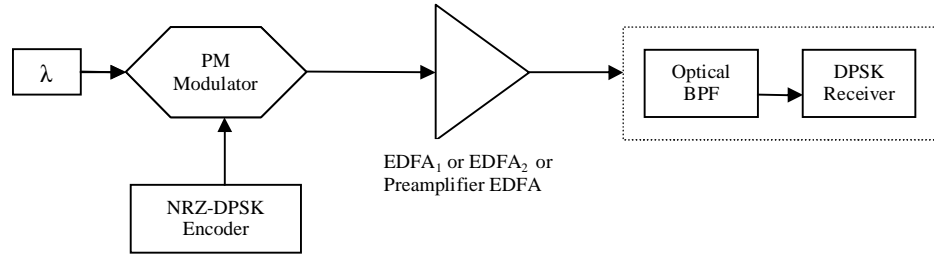 λ
PM
Modulator
NRZ-DPSK
Encoder
EDFA₁ or EDFA₂ or
Preamplifier EDFA
Optical
BPF
DPSK
Receiver